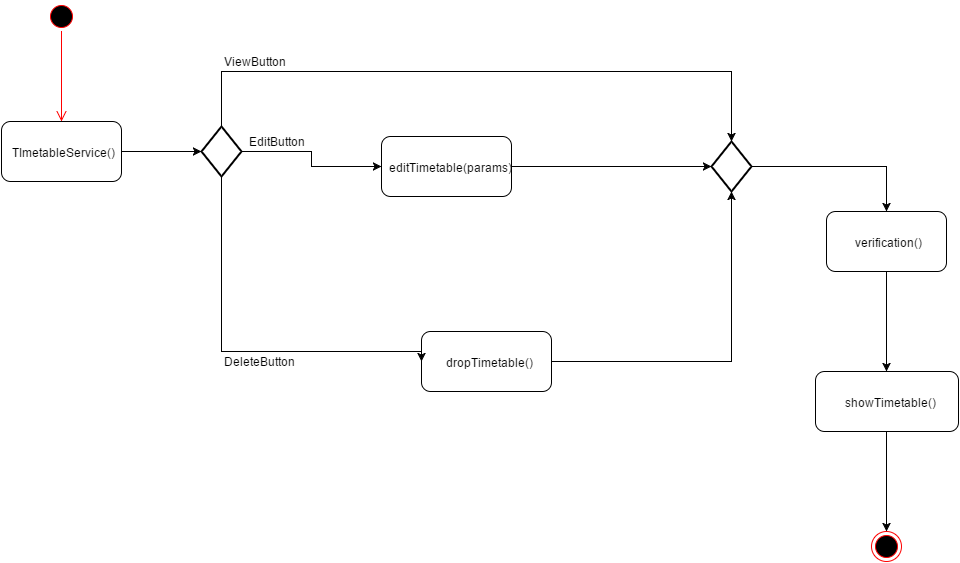 ViewButton
EditButton
TImetableService()
editTimetable(params)
verification()
DeleteButton
dropTimetable()
showTimetable()